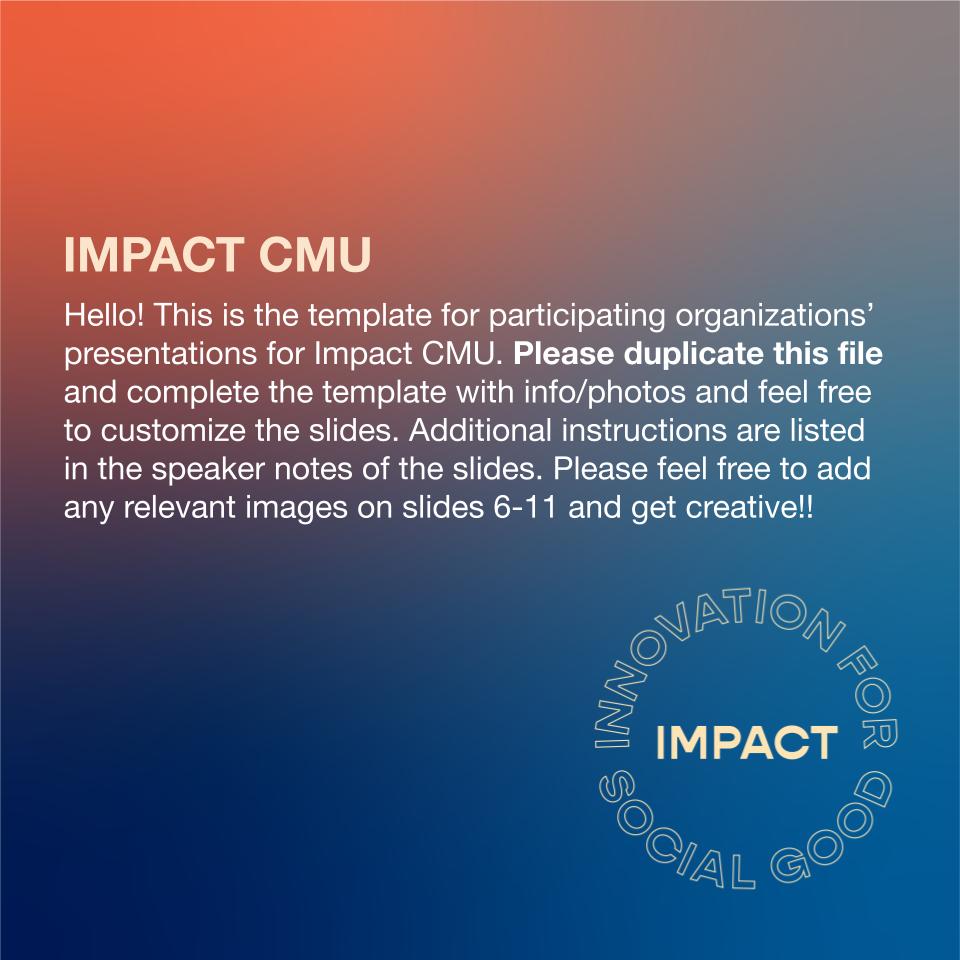 IMPACT CMU
Hello! This is the template for participating organizations’
presentations for Impact CMU. Please duplicate this file
and complete the template with info/photos and feel free
to customize the slides. Additional instructions are listed
in the speaker notes of the slides. Please feel free to add
any relevant images on slides 6-11 and get creative!!
INNOVATION FOR
IMPACT
SOCIAL GOOD